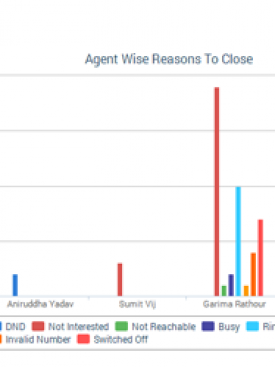 Agent Wise Reasons To Close
Aniruddha Yadav Sumit Vij Garima Rathour
DND Not Interested Not Reachable Busy Rin
Invalid Number Switched Off